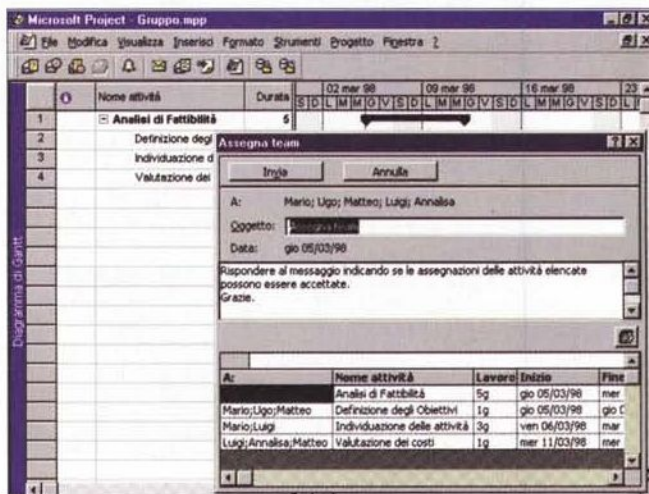 Microsoft Project - Gruppo.mpp
File Modifica Visualizza Inserisci Formato Strumenti Progetto Finestra ?
Nome attività Durata 02 mar 98 09 mar 98 16 mar 98 23
S D L M M G V S D L M M G V S D L M M G V S D L
1 Analisi di Fattibilità 5
2 Definizione degl
3 Individuazione d
4 Valutazione dei
Diagramma di Gantt
Assegna team
Invia Annulla
A: Mario; Ugo; Matteo; Luigi; Annalisa
Oggetto: Assegna team
Data: gio 05/03/98
Rispondere al messaggio indicando se le assegnazioni delle attività elencate
possono essere accettate.
Grazie.
A: Nome attività Lavoro Inizio Fine
Analisi di Fattibilità 5g gio 05/03/98 mer
Mario;Ugo;Matteo Definizione degli Obiettivi 1g gio 05/03/98 gio 0
Mario;Luigi Individuazione delle attività 3g ven 06/03/98 mar
Luigi;Annalisa;Matteo Valutazione dei costi 1g mer 11/03/98 mer